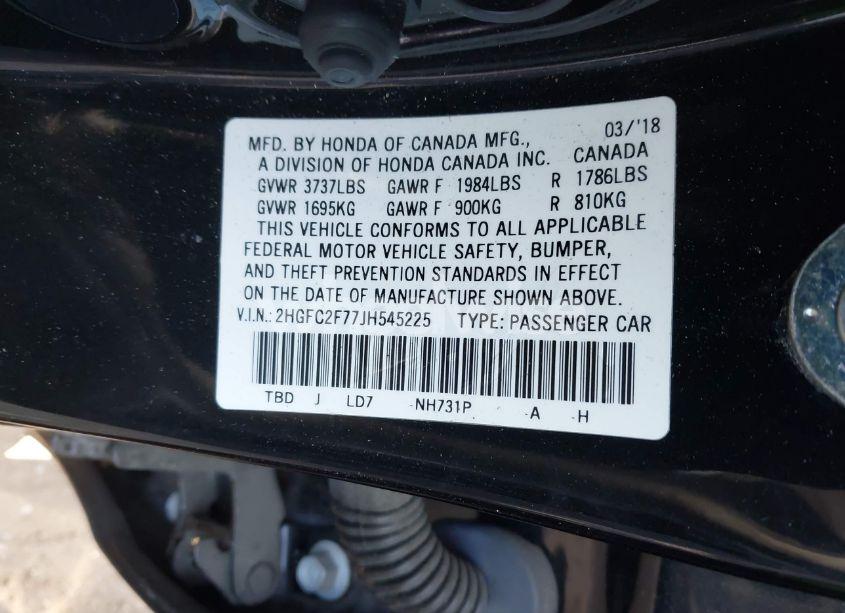 MFD. BY HONDA OF CANADA MFG., 03/'18
A DIVISION OF HONDA CANADA INC. CANADA
GVWR 3737LBS GAWR F 1984LBS R 1786LBS
GVWR 1695KG GAWR F 900KG R 810KG
THIS VEHICLE CONFORMS TO ALL APPLICABLE
FEDERAL MOTOR VEHICLE SAFETY, BUMPER,
AND THEFT PREVENTION STANDARDS IN EFFECT
ON THE DATE OF MANUFACTURE SHOWN ABOVE.
V.I.N.: 2HGFC2F77JH545225 TYPE: PASSENGER CAR
TBD J LD7 -NH731P -A -H